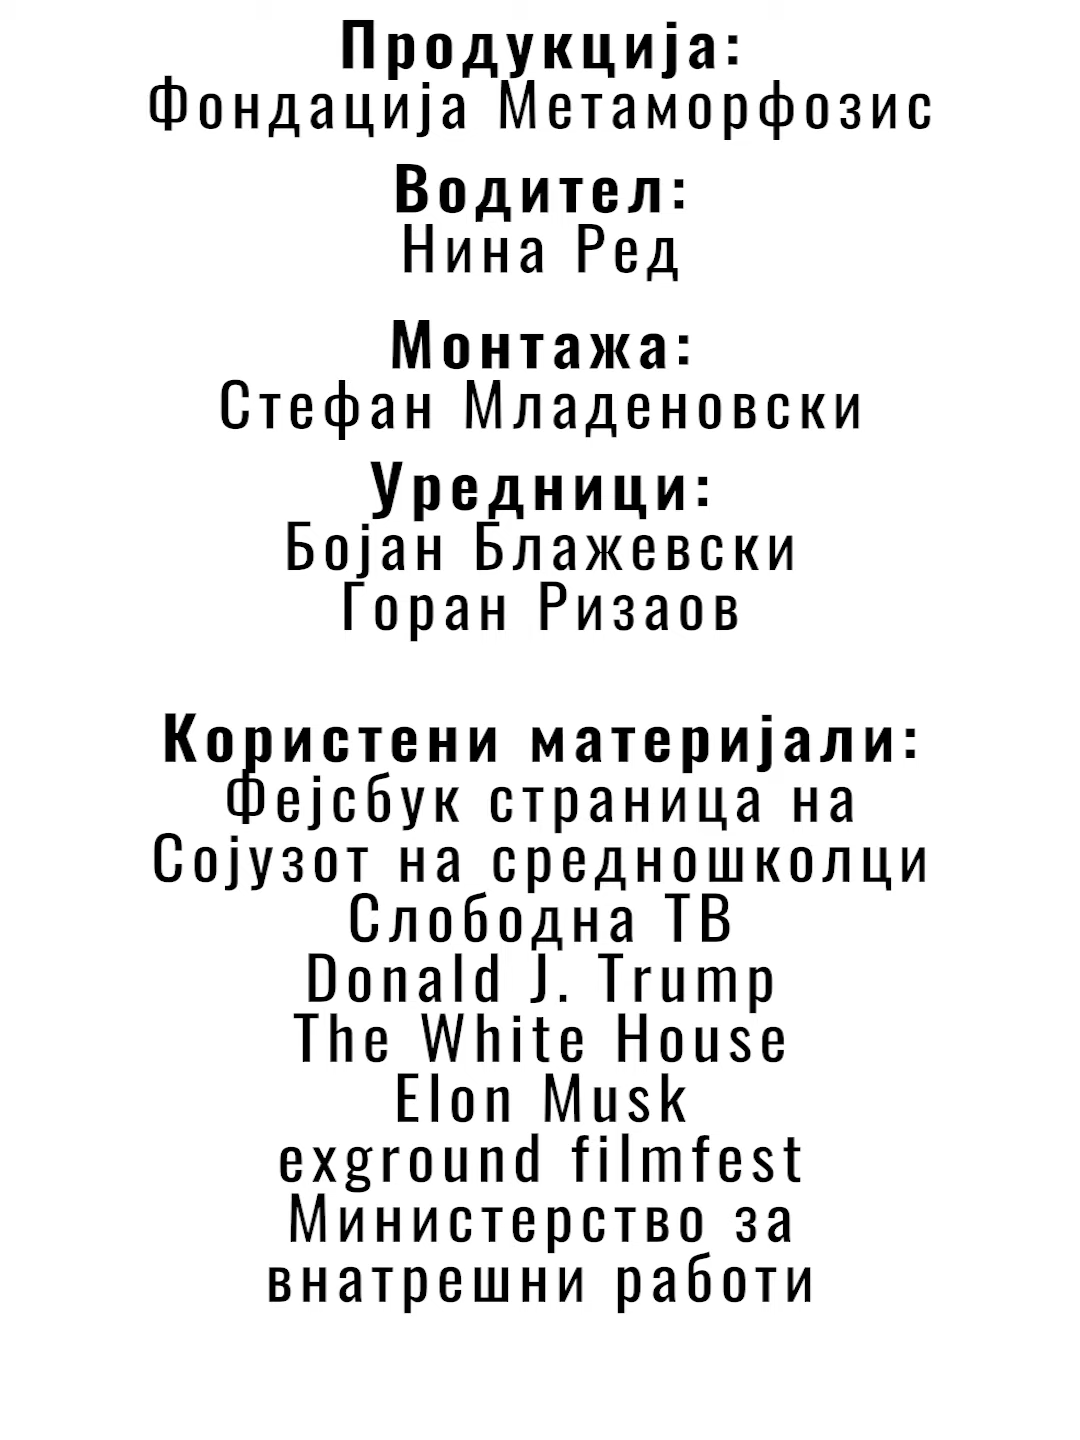 Продукција:
Фондација Метаморфозис
Водител:
Нина Ред
Монтажа:
Стефан Младеновски
Уредници:
Бојан Блажевски
Горан Ризаов
Користени материјали:
Фејсбук страница на
Сојузот на средношколци
Слободна ТВ
Donald J. Trump
The White House
Elon Musk
exground filmfest
Министерство за
внатрешни работи